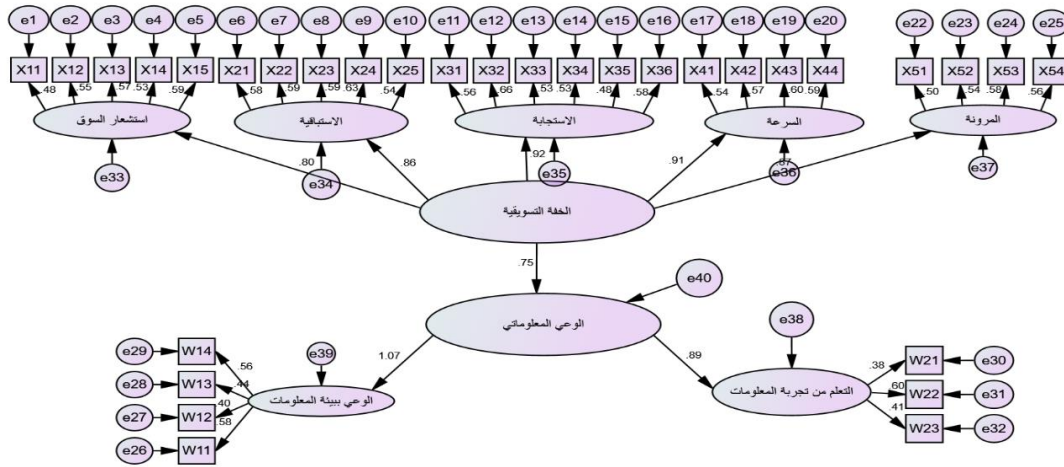 e1 e2 e3 e4 e5 e6 e7 e8 e9 e10 e11 e12 e13 e14 e15 e16 e17 e18 e19 e20 e22 e23 e24 e25
X11 X12 X13 X14 X15 X21 X22 X23 X24 X25 X31 X32 X33 X34 X35 X36 X41 X42 X43 X44 X51 X52 X53 X54
.48 .55 .57 .53 .59 .58 .59 .59 .63 .54 .56 .66 .53 .53 .48 .58 .54 .57 .60 .59 .50 .54 .58 .56
استشعار السوق
الاستباقية
الاستجابة
السرعة
المرونة
e33 e34 e35 e36 e37
.80 .86 .92 .91 .87
الخفة التسويقية
.75
e40
الوعي المعلوماتي
1.07 .89
e39
الوعي ببيئة المعلومات
e38
التعلم من تجربة المعلومات
e29 W14 .56
e28 W13 .44
e27 W12 .40
e26 W11 .58
.38 W21 e30
.60 W22 e31
.41 W23 e32